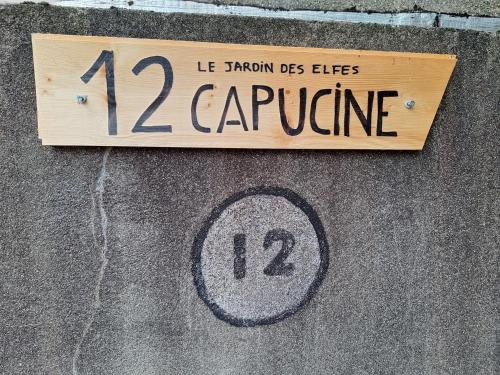 LE JARDIN DES ELFES
12 CAPUCINE
12